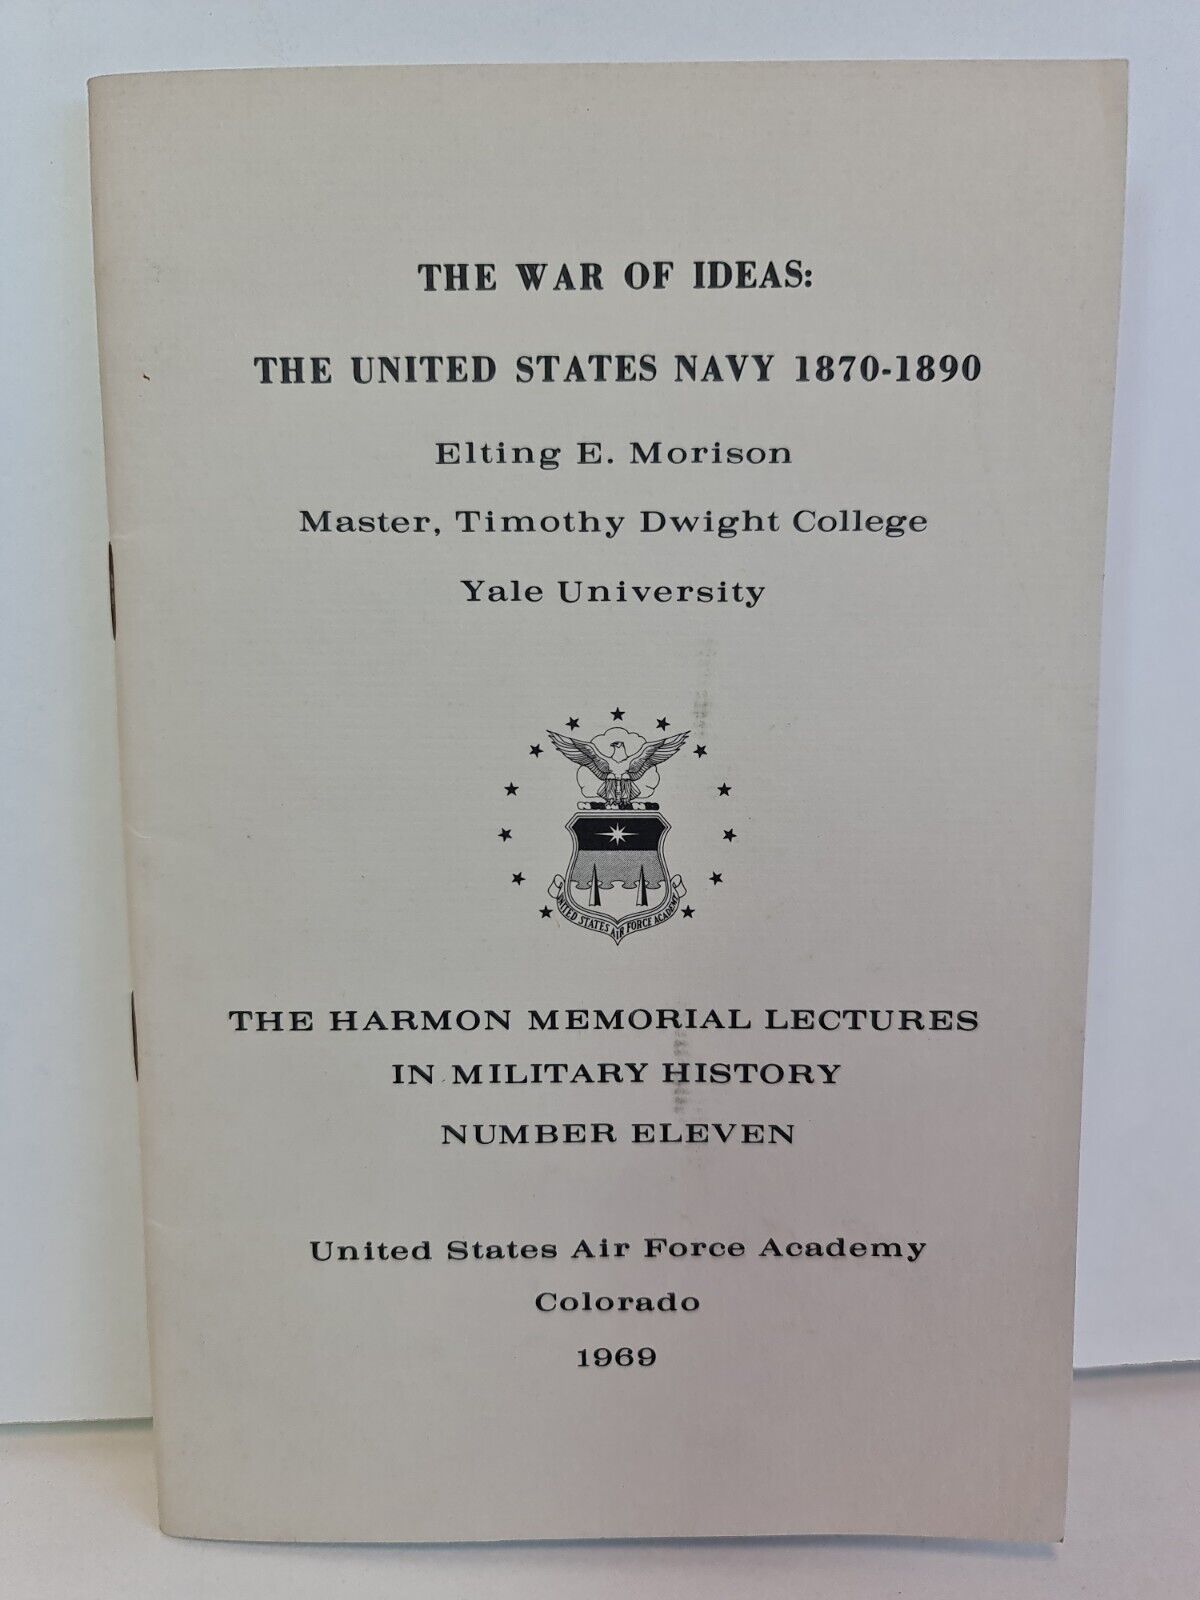 THE WAR OF IDEAS:
THE UNITED STATES NAVY 1870-1890
Elting E. Morison
Master, Timothy Dwight College
Yale University
UNITED STATES AIR FORCE ACADEMY
THE HARMON MEMORIAL LECTURES
IN MILITARY HISTORY
NUMBER ELEVEN
United States Air Force Academy
Colorado
1969